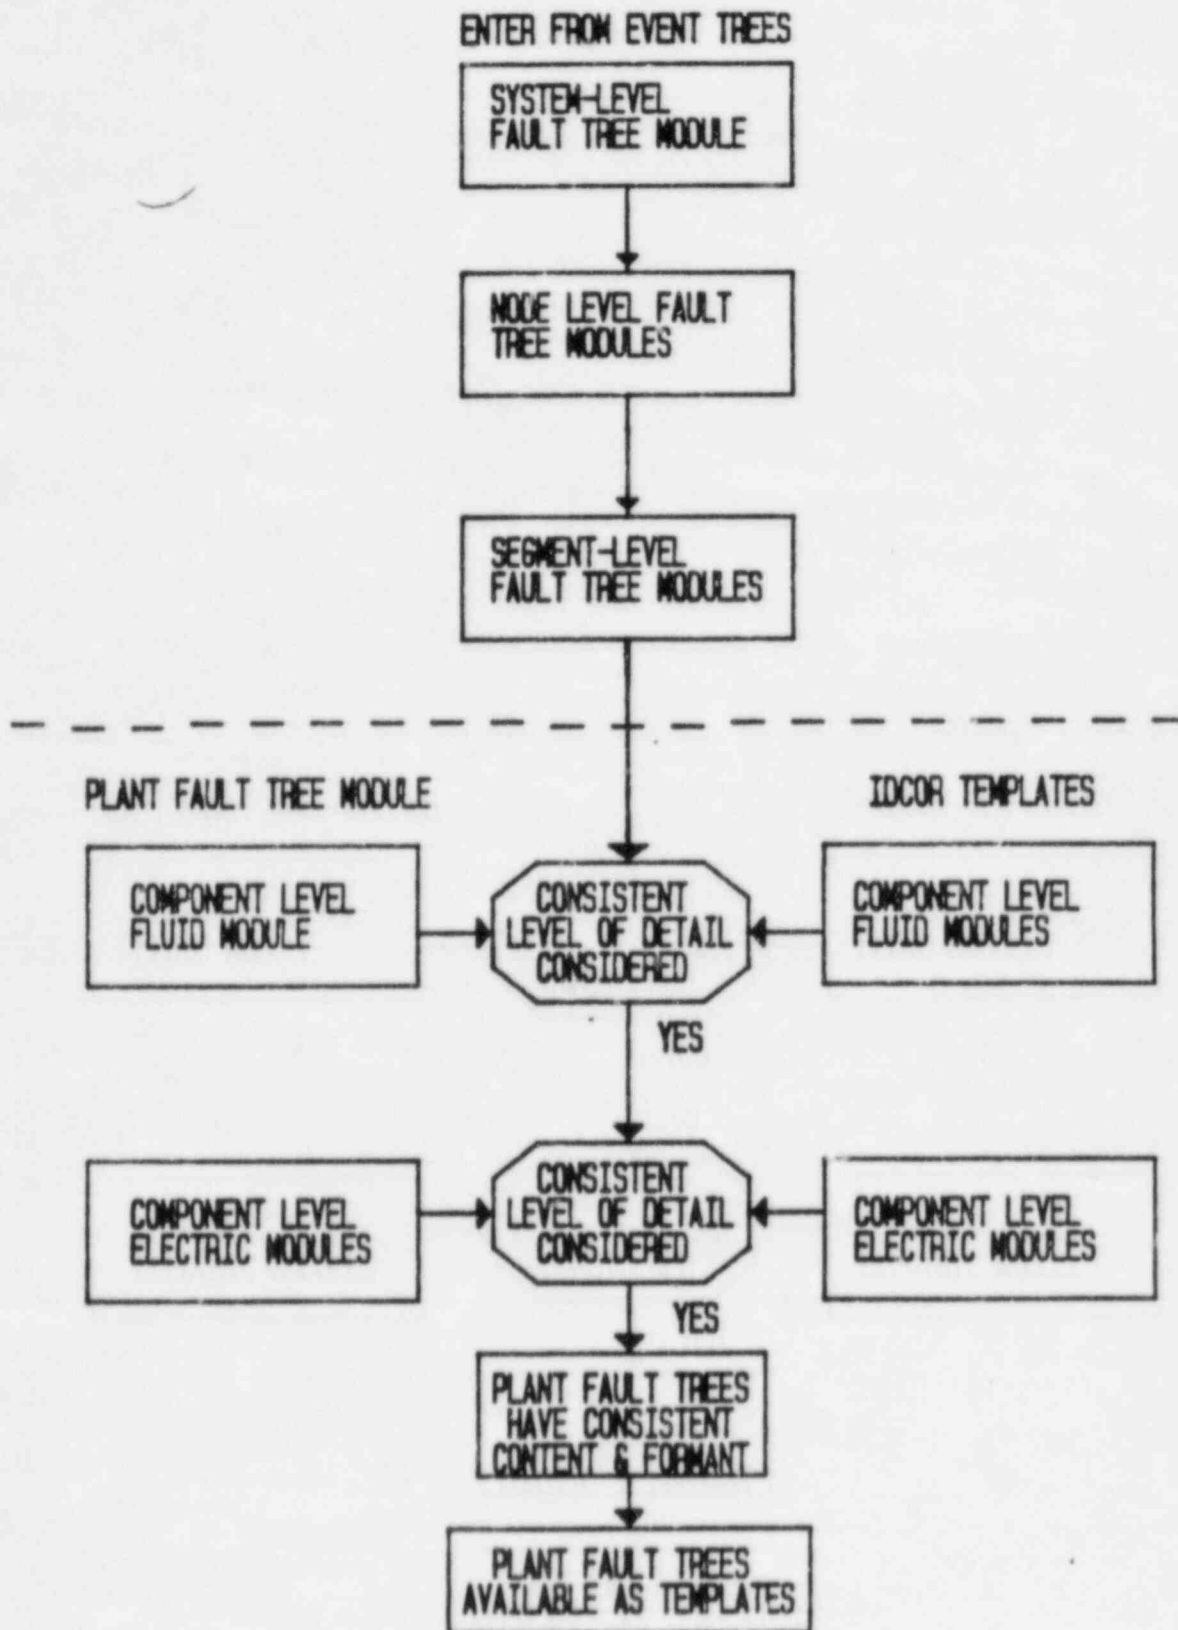 ENTER FROM EVENT TREES
SYSTEM-LEVEL
FAULT TREE MODULE
NODE LEVEL FAULT
TREE MODULES
SEGMENT-LEVEL
FAULT TREE MODULES
PLANT FAULT TREE MODULE
IDCOR TEMPLATES
COMPONENT LEVEL
FLUID MODULE
CONSISTENT
LEVEL OF DETAIL
CONSIDERED
COMPONENT LEVEL
FLUID MODULES
YES
COMPONENT LEVEL
ELECTRIC MODULES
CONSISTENT
LEVEL OF DETAIL
CONSIDERED
COMPONENT LEVEL
ELECTRIC MODULES
YES
PLANT FAULT TREES
HAVE CONSISTENT
CONTENT & FORMANT
PLANT FAULT TREES
AVAILABLE AS TEMPLATES